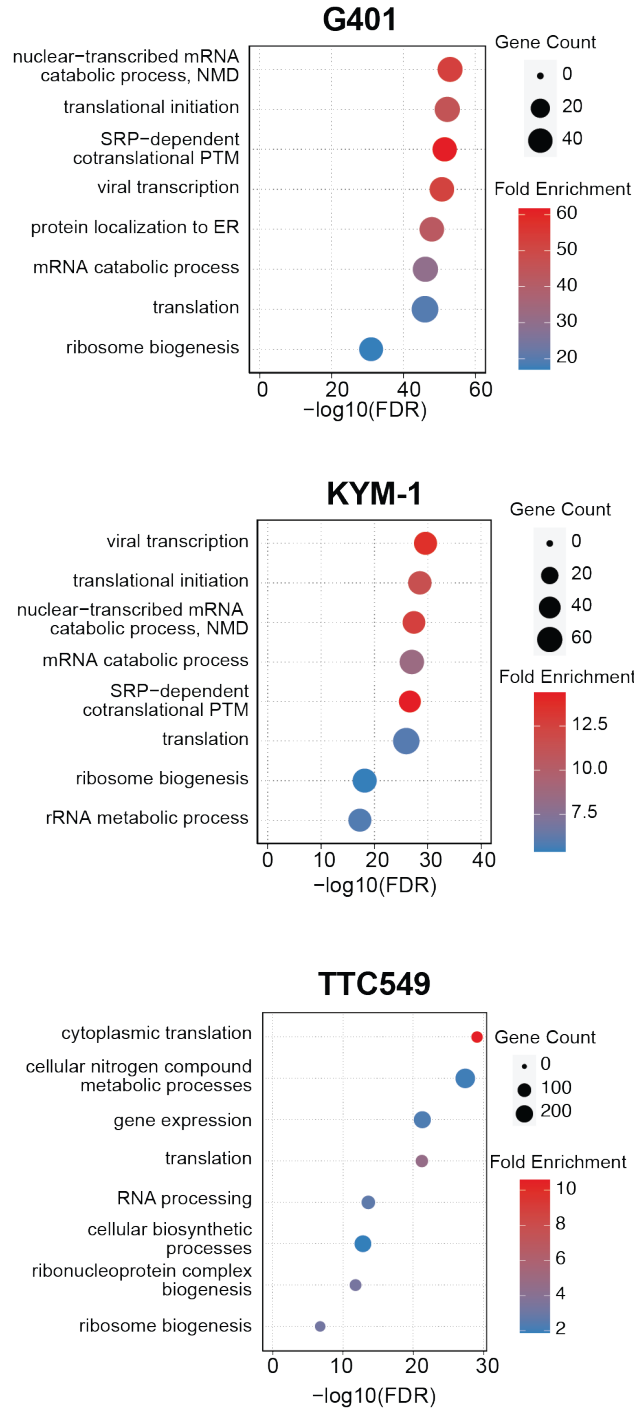 G401
nuclear−transcribed mRNA
catabolic process, NMD
translational initiation
SRP−dependent
cotranslational PTM
viral transcription
protein localization to ER
mRNA catabolic process
translation
ribosome biogenesis
0 20 40 60
−log10(FDR)
Gene Count
0
20
40
Fold Enrichment
60
50
40
30
20
KYM-1
viral transcription
translational initiation
nuclear−transcribed mRNA
catabolic process, NMD
mRNA catabolic process
SRP−dependent
cotranslational PTM
translation
ribosome biogenesis
rRNA metabolic process
0 10 20 30 40
−log10(FDR)
Gene Count
0
20
40
60
Fold Enrichment
12.5
10.0
7.5
TTC549
cytoplasmic translation
cellular nitrogen compound
metabolic processes
gene expression
translation
RNA processing
cellular biosynthetic
processes
ribonucleoprotein complex
biogenesis
ribosome biogenesis
0 10 20 30
−log10(FDR)
Gene Count
0
100
200
Fold Enrichment
10
8
6
4
2